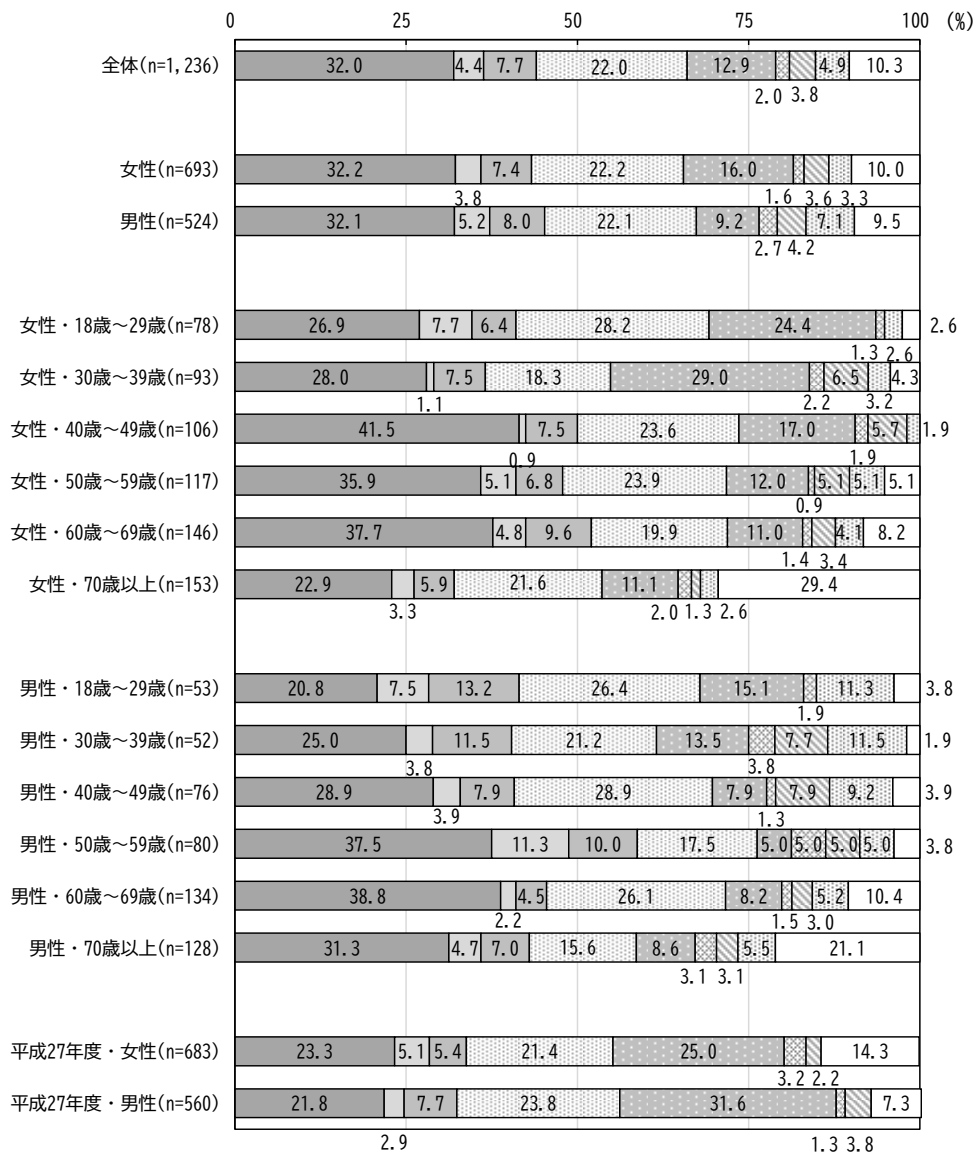 0 25 50 75 100 (%)
全体(n=1,236) 32.0 4.4 7.7 22.0 12.9 4.9 10.3
2.0 3.8
女性(n=693) 32.2 7.4 22.2 16.0 10.0
3.8 1.6 3.6 3.3
男性(n=524) 32.1 5.2 8.0 22.1 9.2 7.1 9.5
2.7 4.2
女性・18歳～29歳(n=78) 26.9 7.7 6.4 28.2 24.4 2.6
1.3 2.6
女性・30歳～39歳(n=93) 28.0 7.5 18.3 29.0 6.5 4.3
1.1 2.2 3.2
女性・40歳～49歳(n=106) 41.5 7.5 23.6 17.0 5.7 1.9
0.9 1.9
女性・50歳～59歳(n=117) 35.9 5.1 6.8 23.9 12.0 5.1 5.1 5.1
0.9
女性・60歳～69歳(n=146) 37.7 4.8 9.6 19.9 11.0 4.1 8.2
1.4 3.4
女性・70歳以上(n=153) 22.9 5.9 21.6 11.1 29.4
3.3 2.0 1.3 2.6
男性・18歳～29歳(n=53) 20.8 7.5 13.2 26.4 15.1 11.3 3.8
1.9
男性・30歳～39歳(n=52) 25.0 11.5 21.2 13.5 7.7 11.5 1.9
3.8 3.8
男性・40歳～49歳(n=76) 28.9 7.9 28.9 7.9 7.9 9.2 3.9
3.9 1.3
男性・50歳～59歳(n=80) 37.5 11.3 10.0 17.5 5.0 5.0 5.0 5.0 3.8
男性・60歳～69歳(n=134) 38.8 4.5 26.1 8.2 5.2 10.4
2.2 1.5 3.0
男性・70歳以上(n=128) 31.3 4.7 7.0 15.6 8.6 5.5 21.1
3.1 3.1
平成27年度・女性(n=683) 23.3 5.1 5.4 21.4 25.0 14.3
3.2 2.2
平成27年度・男性(n=560) 21.8 7.7 23.8 31.6 7.3
2.9 1.3 3.8